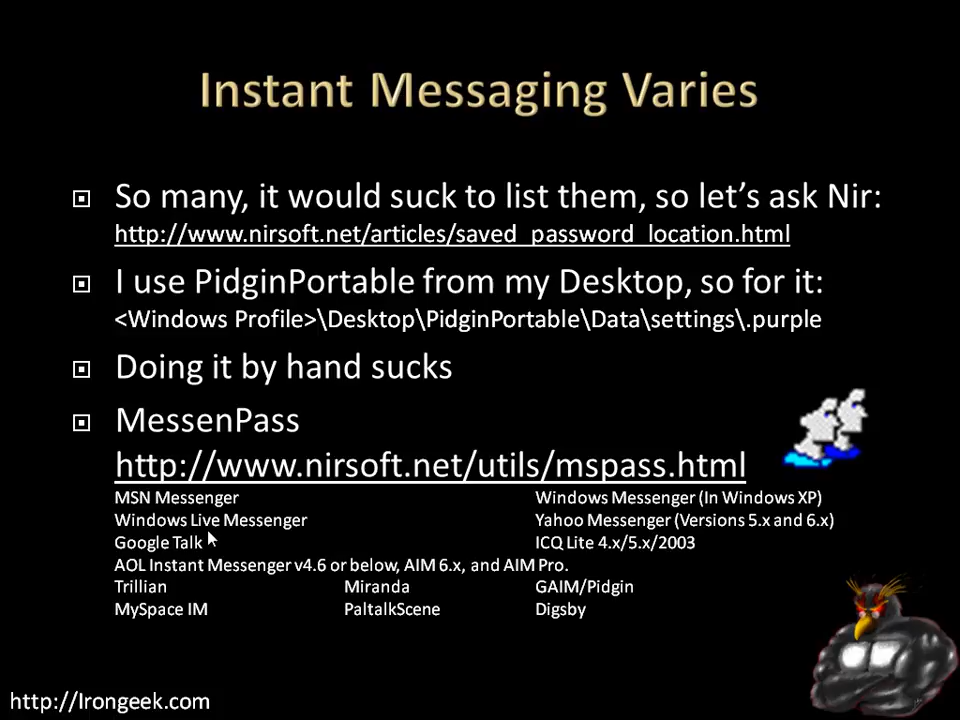 Instant Messaging Varies
So many, it would suck to list them, so let's ask Nir:
http://www.nirsoft.net/articles/saved_password_location.html
I use PidginPortable from my Desktop, so for it:
<Windows Profile>\Desktop\PidginPortable\Data\settings\.purple
Doing it by hand sucks
MessenPass
http://www.nirsoft.net/utils/mspass.html
MSN Messenger Windows Messenger (In Windows XP)
Windows Live Messenger Yahoo Messenger (Versions 5.x and 6.x)
Google Talk ICQ Lite 4.x/5.x/2003
AOL Instant Messenger v4.6 or below, AIM 6.x, and AIM Pro.
Trillian Miranda GAIM/Pidgin
MySpace IM PaltalkScene Digsby
http://Irongeek.com